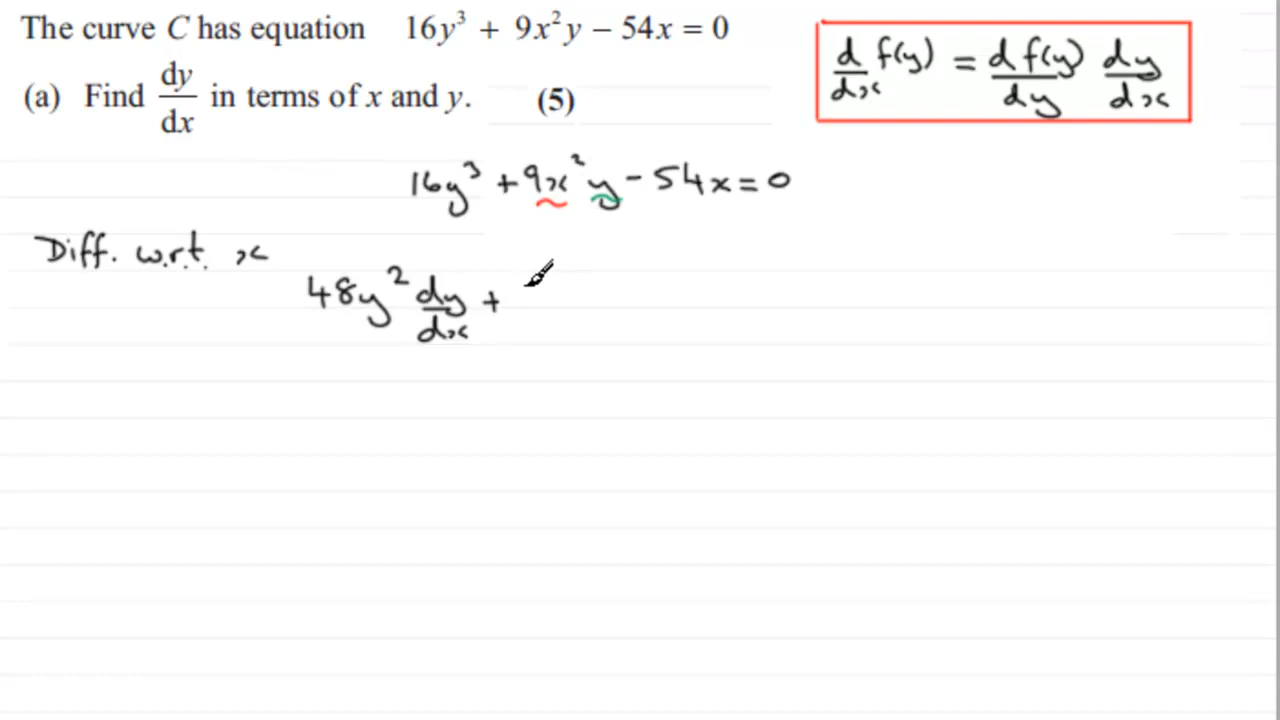 The curve C has equation 16y³ + 9x²y − 54x = 0
d/dx f(y) = d f(y)/dy dy/dx
(a) Find dy/dx in terms of x and y. (5)
16y³ + 9x²y − 54x = 0
Diff. w.r.t. x
48y² dy/dx +